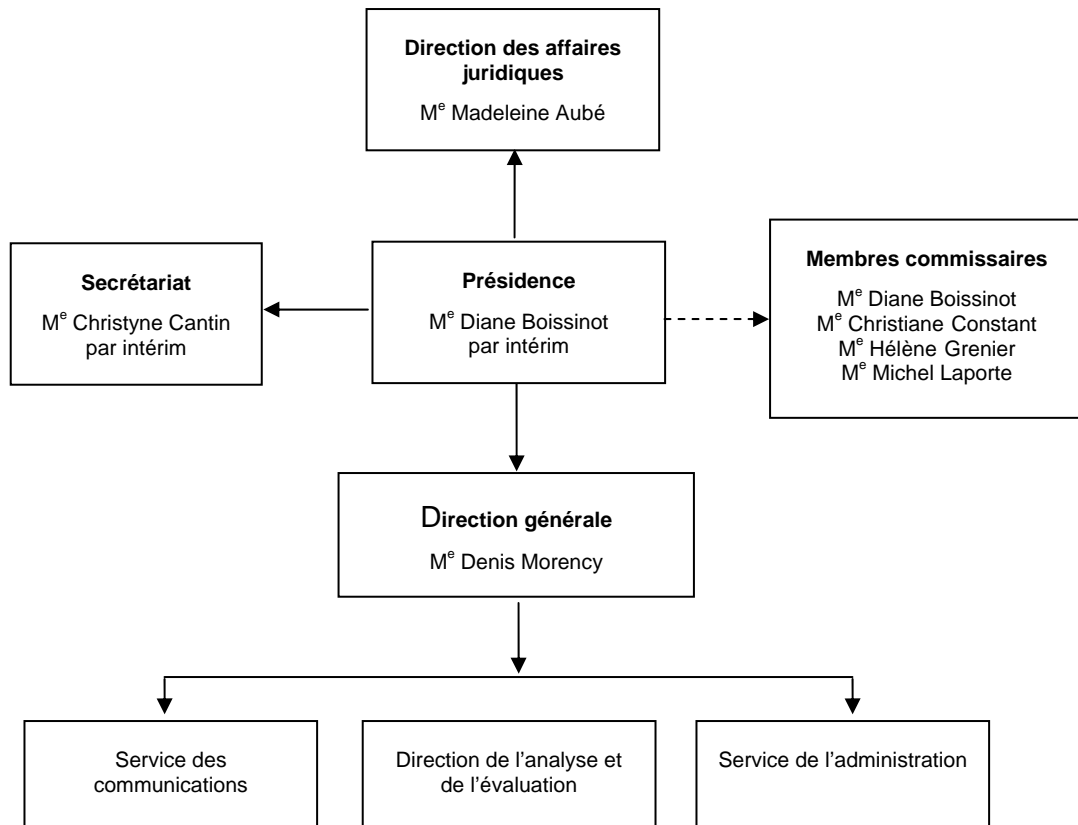 Direction des affaires
juridiques
Me Madeleine Aubé
Secrétariat
Me Christyne Cantin
par intérim
Présidence
Me Diane Boissinot
par intérim
Membres commissaires
Me Diane Boissinot
Me Christiane Constant
Me Hélène Grenier
Me Michel Laporte
Direction générale
Me Denis Morency
Service des
communications
Direction de l'analyse et
de l'évaluation
Service de l'administration